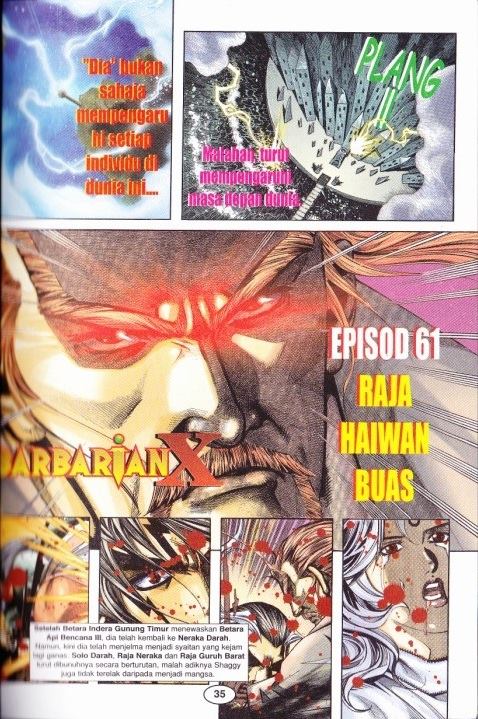 "Dia" bukan
sahaja
mempengaru
hi setiap
individu di
dunia ini....
PLANG
!!
Malahan, turut
mempengaruhi
masa depan dunia.
EPISOD 61
RAJA
HAIWAN
BUAS
BARBARIAN X
Setelah Betara Indera Gunung Timur menewaskan Betara
Api Bencana III, dia telah kembali ke Neraka Darah.
Namun, kini dia telah menjelma menjadi syaitan yang kejam
lagi ganas. Solo Darah, Raja Neraka dan Raja Guruh Barat
turut dibunuhnya secara berturutan, malah adiknya Shaggy
juga tidak terelak daripada menjadi mangsa.
35